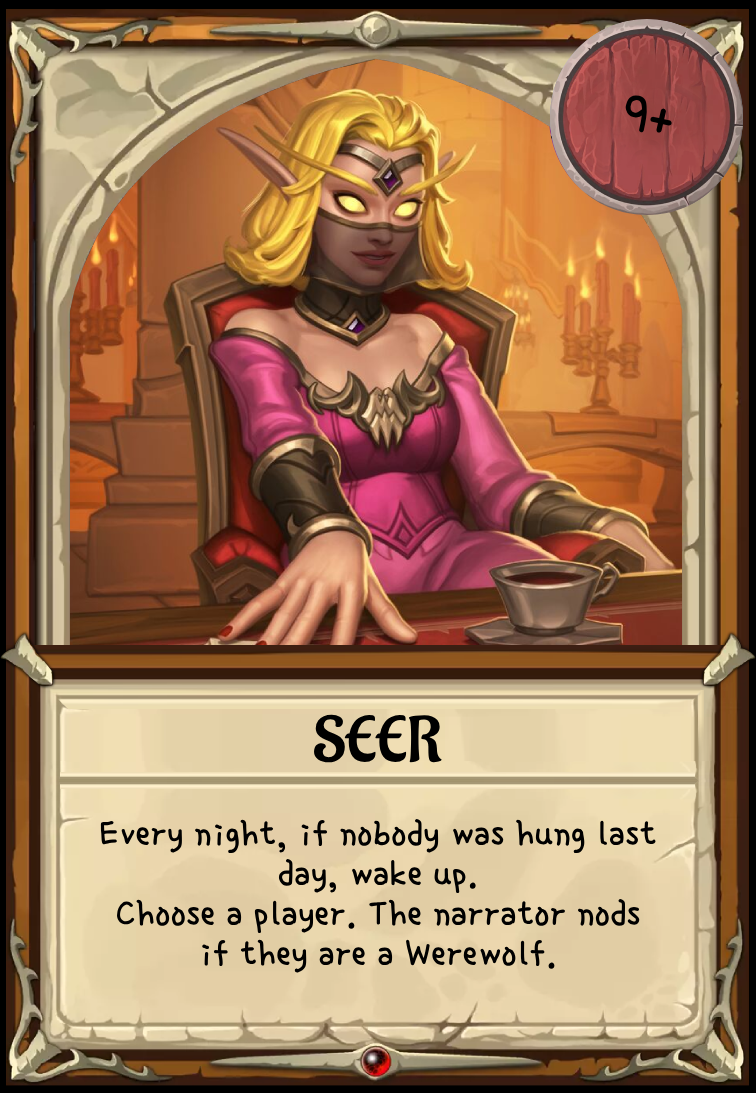 9+
SEER
Every night, if nobody was hung last
day, wake up.
Choose a player. The narrator nods
if they are a Werewolf.